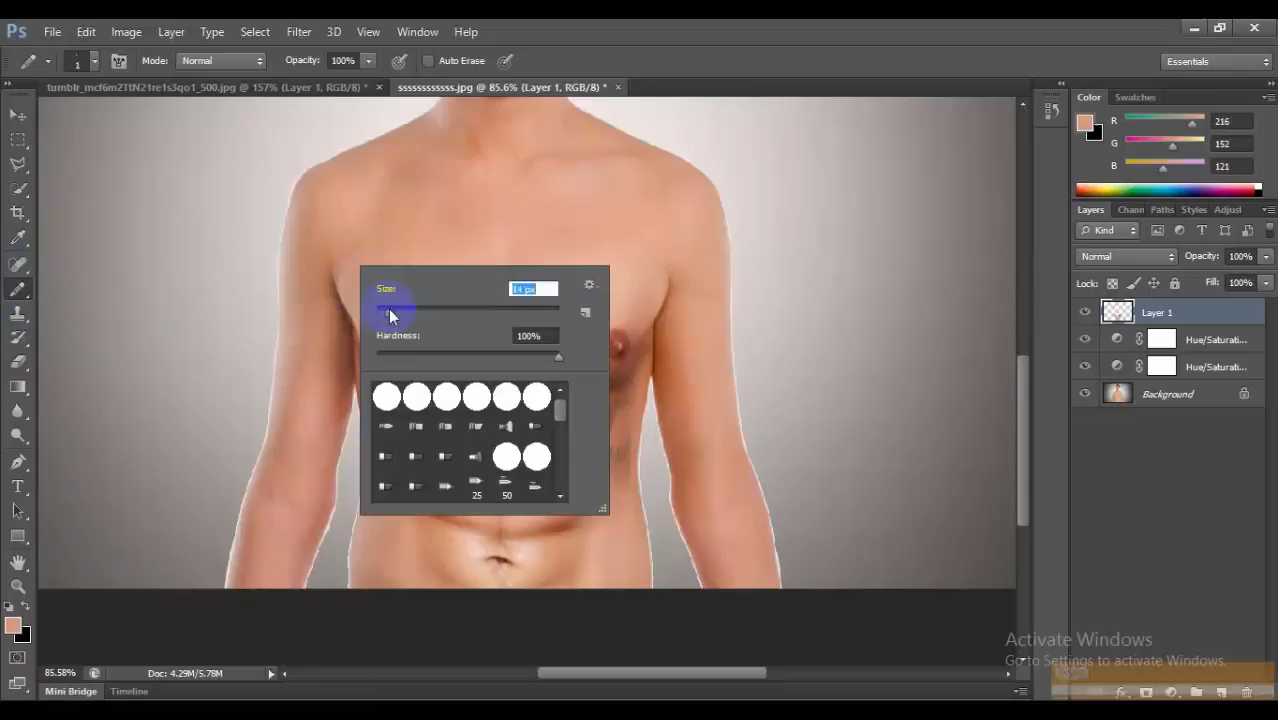 Ps File Edit Image Layer Type Select Filter 3D View Window Help
1 Mode: Normal Opacity: 100% Auto Erase Essentials
tumblr_mcf6m2TtN21re1s3qo1_500.jpg @ 157% (Layer 1, RGB/8) * × ssssssssssss.jpg @ 85.6% (Layer 1, RGB/8) * ×
Color Swatches
R 216
G 152
B 121
Layers Chann Paths Styles Adjust
Kind
Normal Opacity: 100%
Lock: Fill: 100%
Layer 1
Hue/Saturati...
Hue/Saturati...
Background
Size: 14 px
Hardness: 100%
25 50
T
Activate Windows
Go to Settings to activate Windows.
85.58% Doc: 4.29M/5.78M
Mini Bridge Timeline